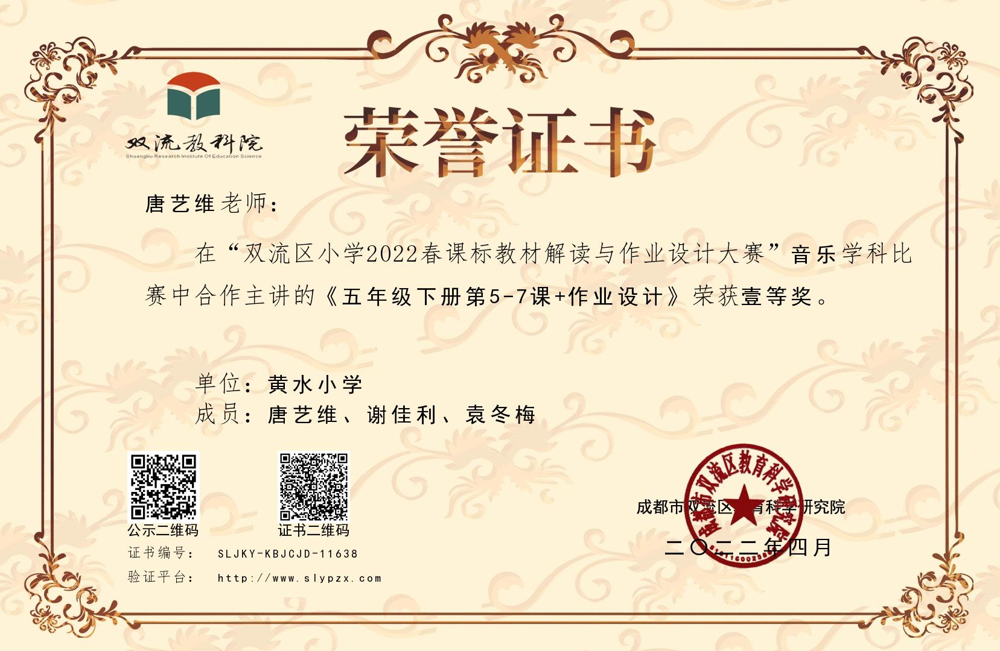 双流教科院
Shuangliu Research Institute Of Education Science
荣誉证书
唐艺维老师：
在“双流区小学2022春课标教材解读与作业设计大赛”音乐学科比
赛中合作主讲的《五年级下册第5-7课+作业设计》荣获壹等奖。
单位：黄水小学
成员：唐艺维、谢佳利、袁冬梅
公示二维码
证书二维码
成都市双流区教育科学研究院
成都市双流区教育科学研究院
二〇二二年四月
证书编号： SLJKY-KBJCJD-11638
验证平台： http://www.slypzx.com